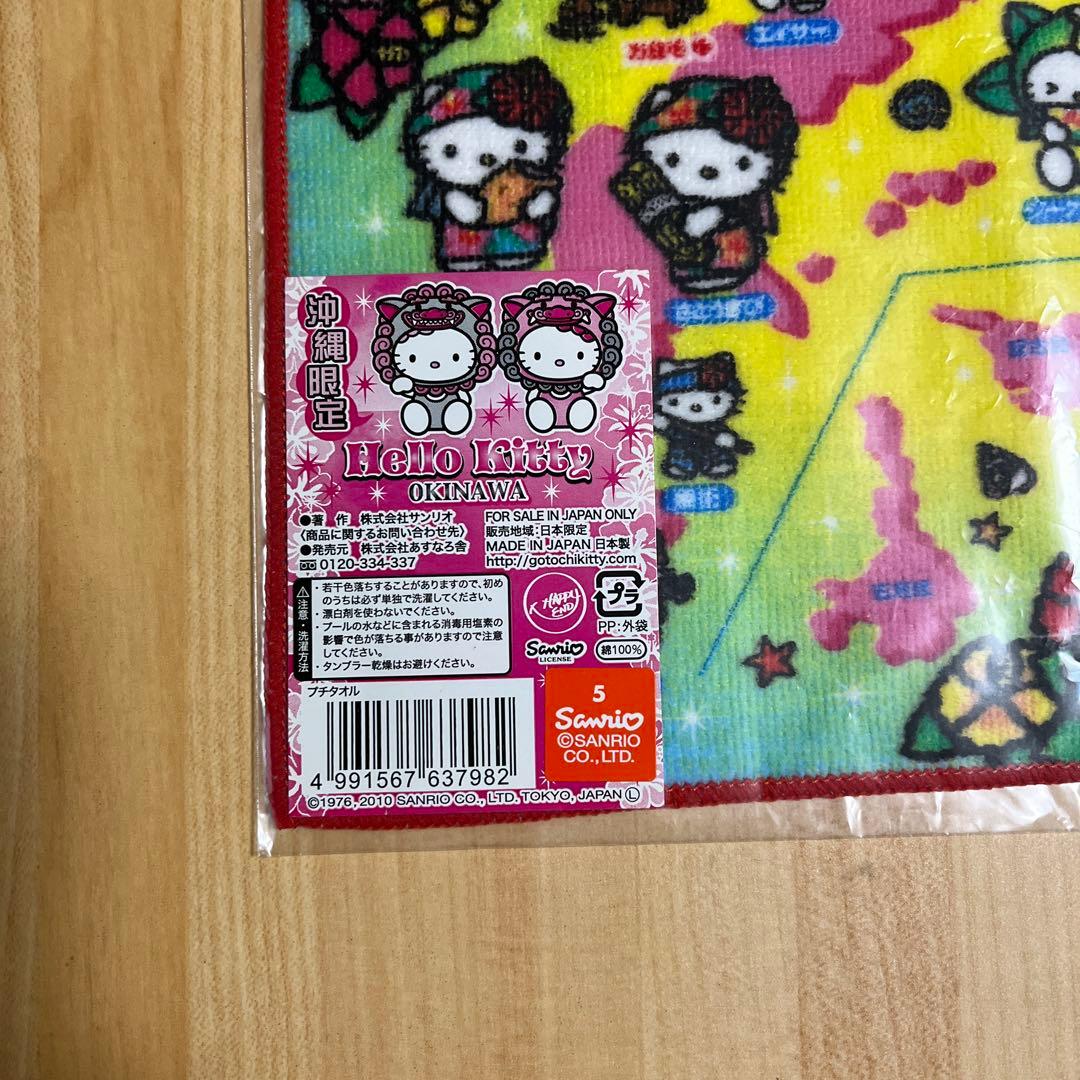 エイサー
沖縄限定
Hello Kitty
OKINAWA
●著 作 株式会社サンリオ
〈商品に関するお問い合わせ先〉
●発売元 株式会社あすなろ舎
0120-334-337
FOR SALE IN JAPAN ONLY
販売地域:日本限定
MADE IN JAPAN 日本製
http://gotochikitty.com
⚠注意・洗濯方法
・若干色落ちすることがありますので、初め
のうちは必ず単独で洗濯してください。
・漂白剤を使わないでください。
・プールの水などに含まれる消毒用塩素の
影響で色が落ちる事がありますので注意
してください。
・タンブラー乾燥はお避けください。
HAPPY
END
Sanrio
LICENSE
プラ
PP:外袋
綿100%
プチタオル
4 991567 637982
5
Sanrio
©SANRIO
CO.,LTD.
©1976, 2010 SANRIO CO., LTD. TOKYO, JAPAN Ⓛ